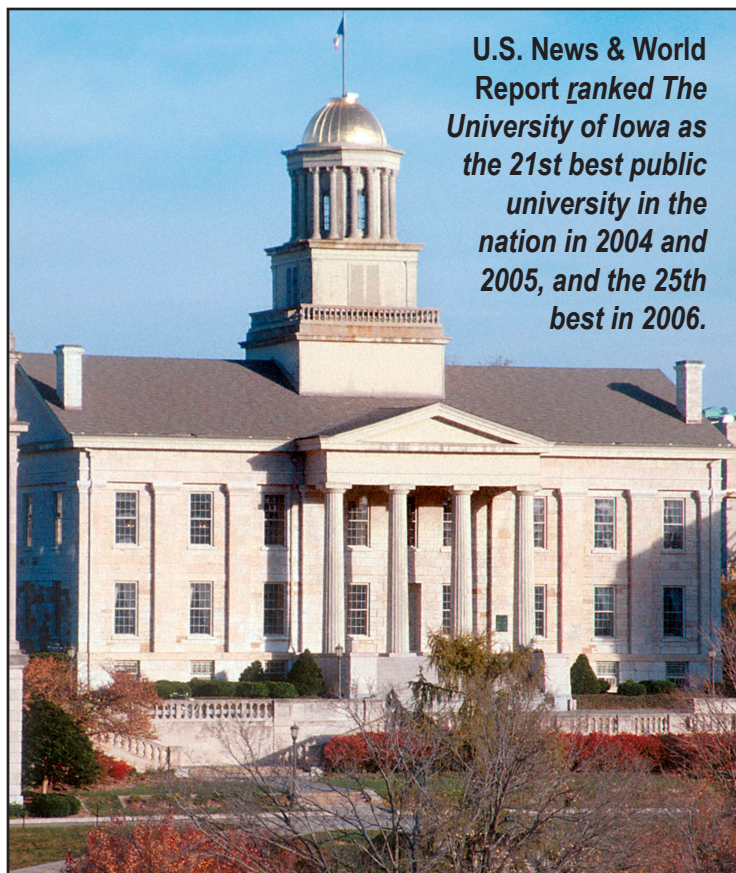 U.S. News & World
Report ranked The
University of Iowa as
the 21st best public
university in the
nation in 2004 and
2005, and the 25th
best in 2006.